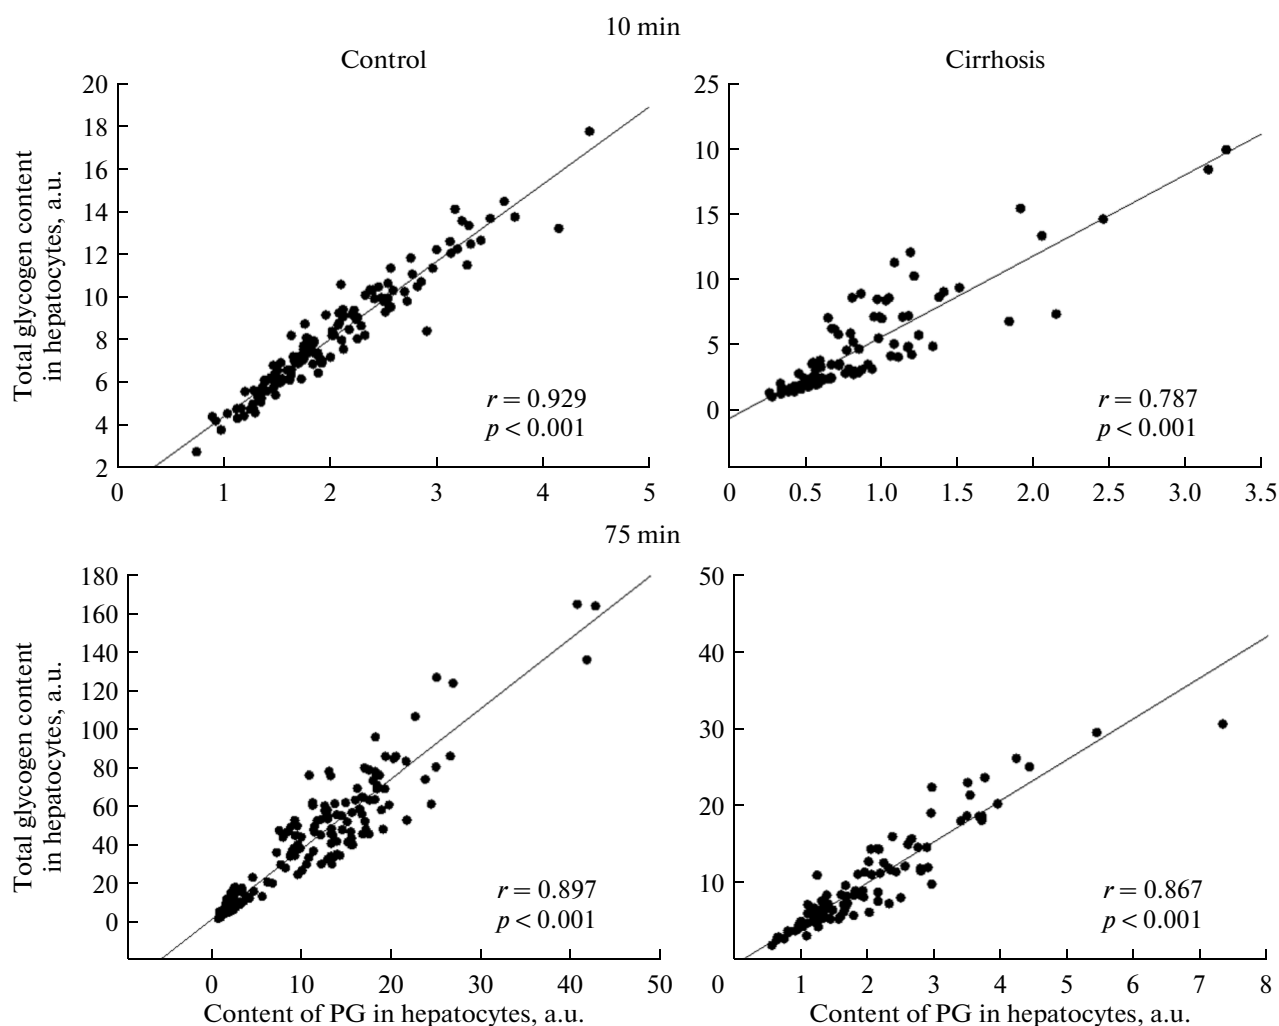 10 min
Control
Cirrhosis
Total glycogen content
in hepatocytes, a.u.
20
18
16
14
12
10
8
6
4
2
0 1 2 3 4 5
r = 0.929
p < 0.001
25
10
15
10
5
0
0 0.5 1.0 1.5 2.0 2.5 3.0 3.5
r = 0.787
p < 0.001
75 min
Total glycogen content
in hepatocytes, a.u.
180
160
140
120
100
80
60
40
20
0
0 10 20 30 40 50
r = 0.897
p < 0.001
Content of PG in hepatocytes, a.u.
50
40
30
20
10
0 1 2 3 4 5 6 7 8
r = 0.867
p < 0.001
Content of PG in hepatocytes, a.u.